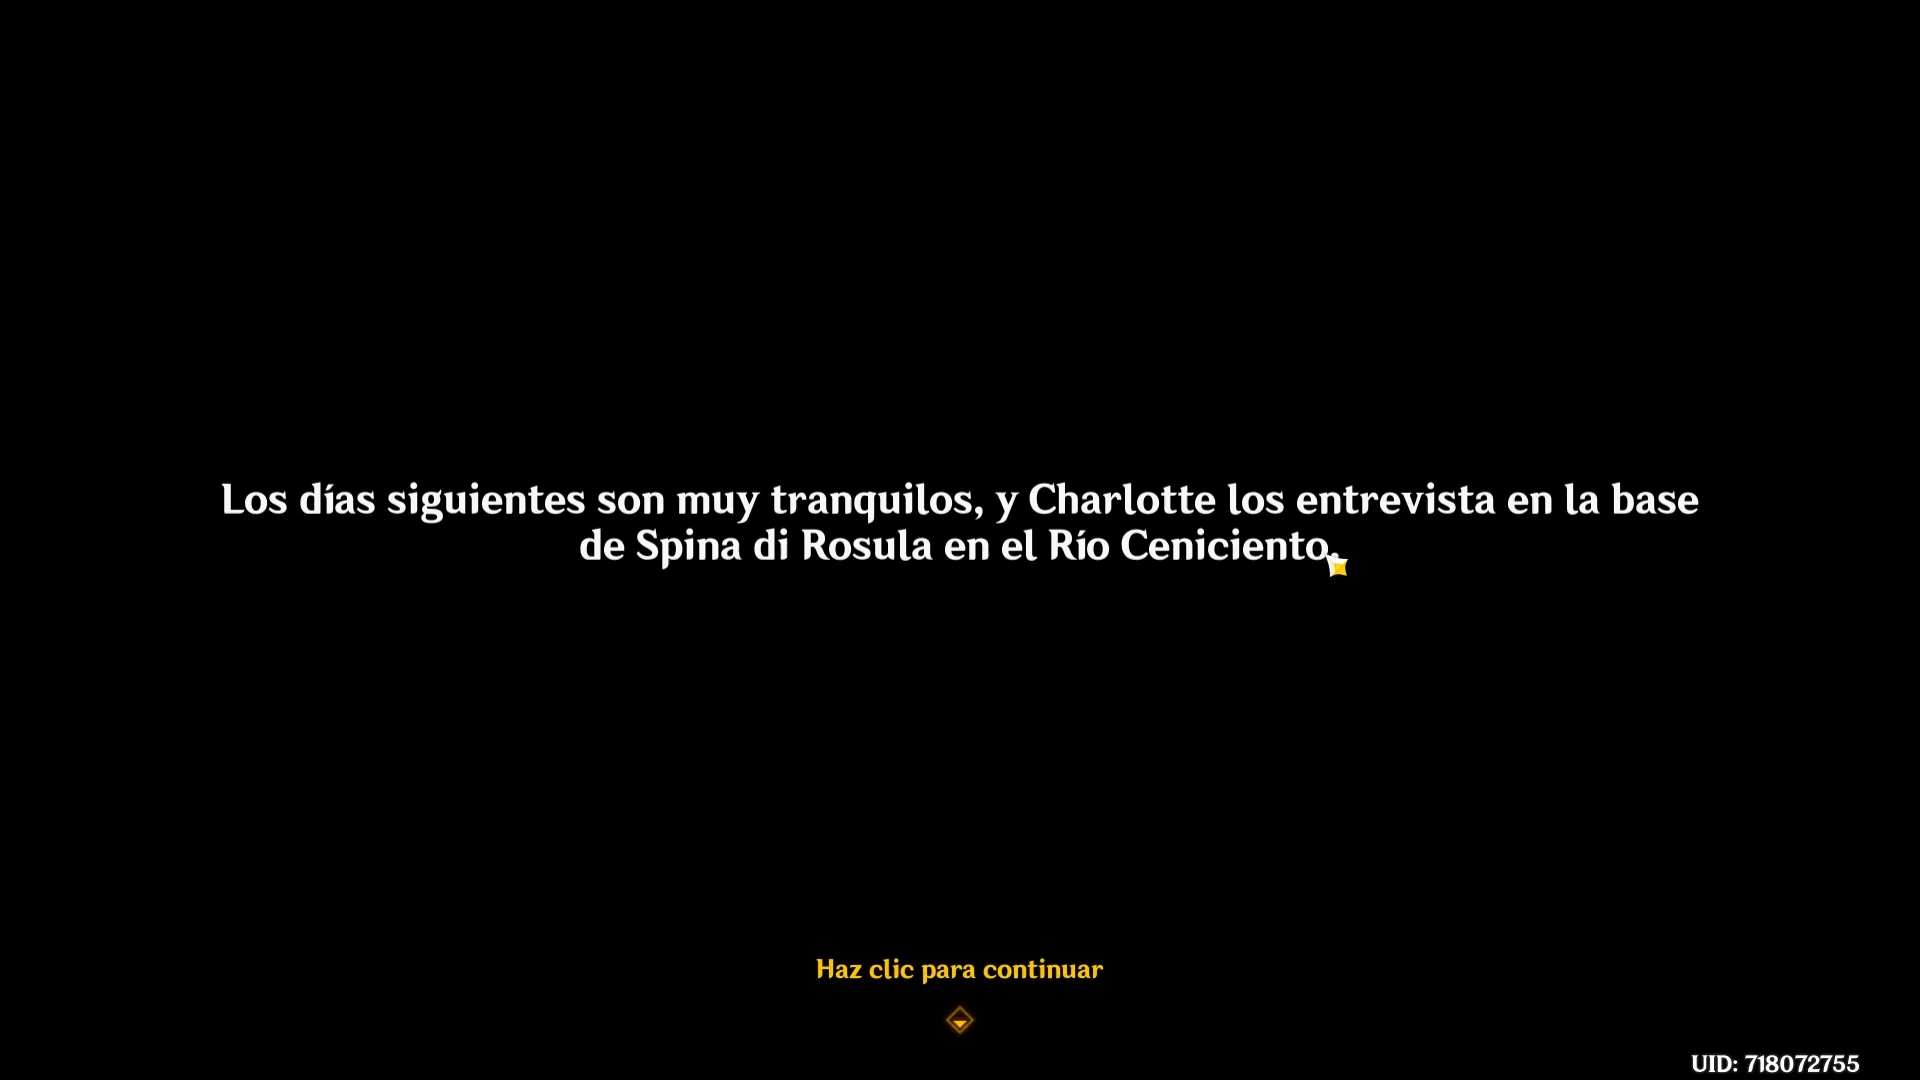 Los días siguientes son muy tranquilos, y Charlotte los entrevista en la base
de Spina di Rosula en el Río Ceniciento.
Haz clic para continuar
UID: 718072755